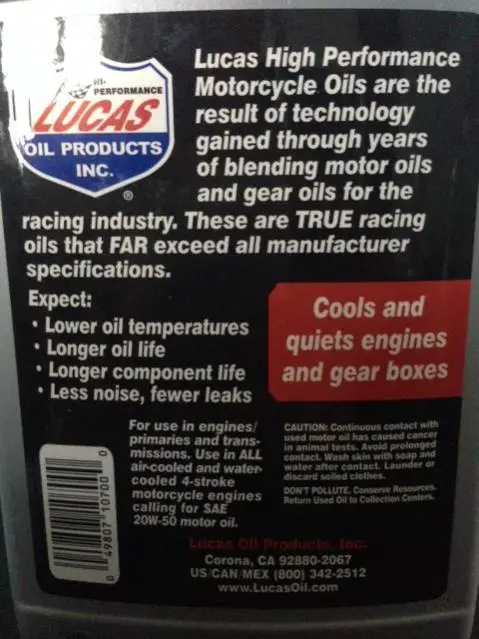 HI-
PERFORMANCE
LUCAS
OIL PRODUCTS
INC.
®
Lucas High Performance
Motorcycle Oils are the
result of technology
gained through years
of blending motor oils
and gear oils for the
racing industry. These are TRUE racing
oils that FAR exceed all manufacturer
specifications.
Expect:
• Lower oil temperatures
• Longer oil life
• Longer component life
• Less noise, fewer leaks
Cools and
quiets engines
and gear boxes
For use in engines/
primaries and trans-
missions. Use in ALL
air-cooled and water-
cooled 4-stroke
motorcycle engines
calling for SAE
20W-50 motor oil.
CAUTION: Continuous contact with
used motor oil has caused cancer
in animal tests. Avoid prolonged
contact. Wash skin with soap and
water after contact. Launder or
discard soiled clothes.
DON'T POLLUTE. Conserve Resources.
Return Used Oil to Collection Centers.
0 49807 10700 0
Lucas Oil Products, Inc.
Corona, CA 92880-2067
US/CAN/MEX (800) 342-2512
www.LucasOil.com